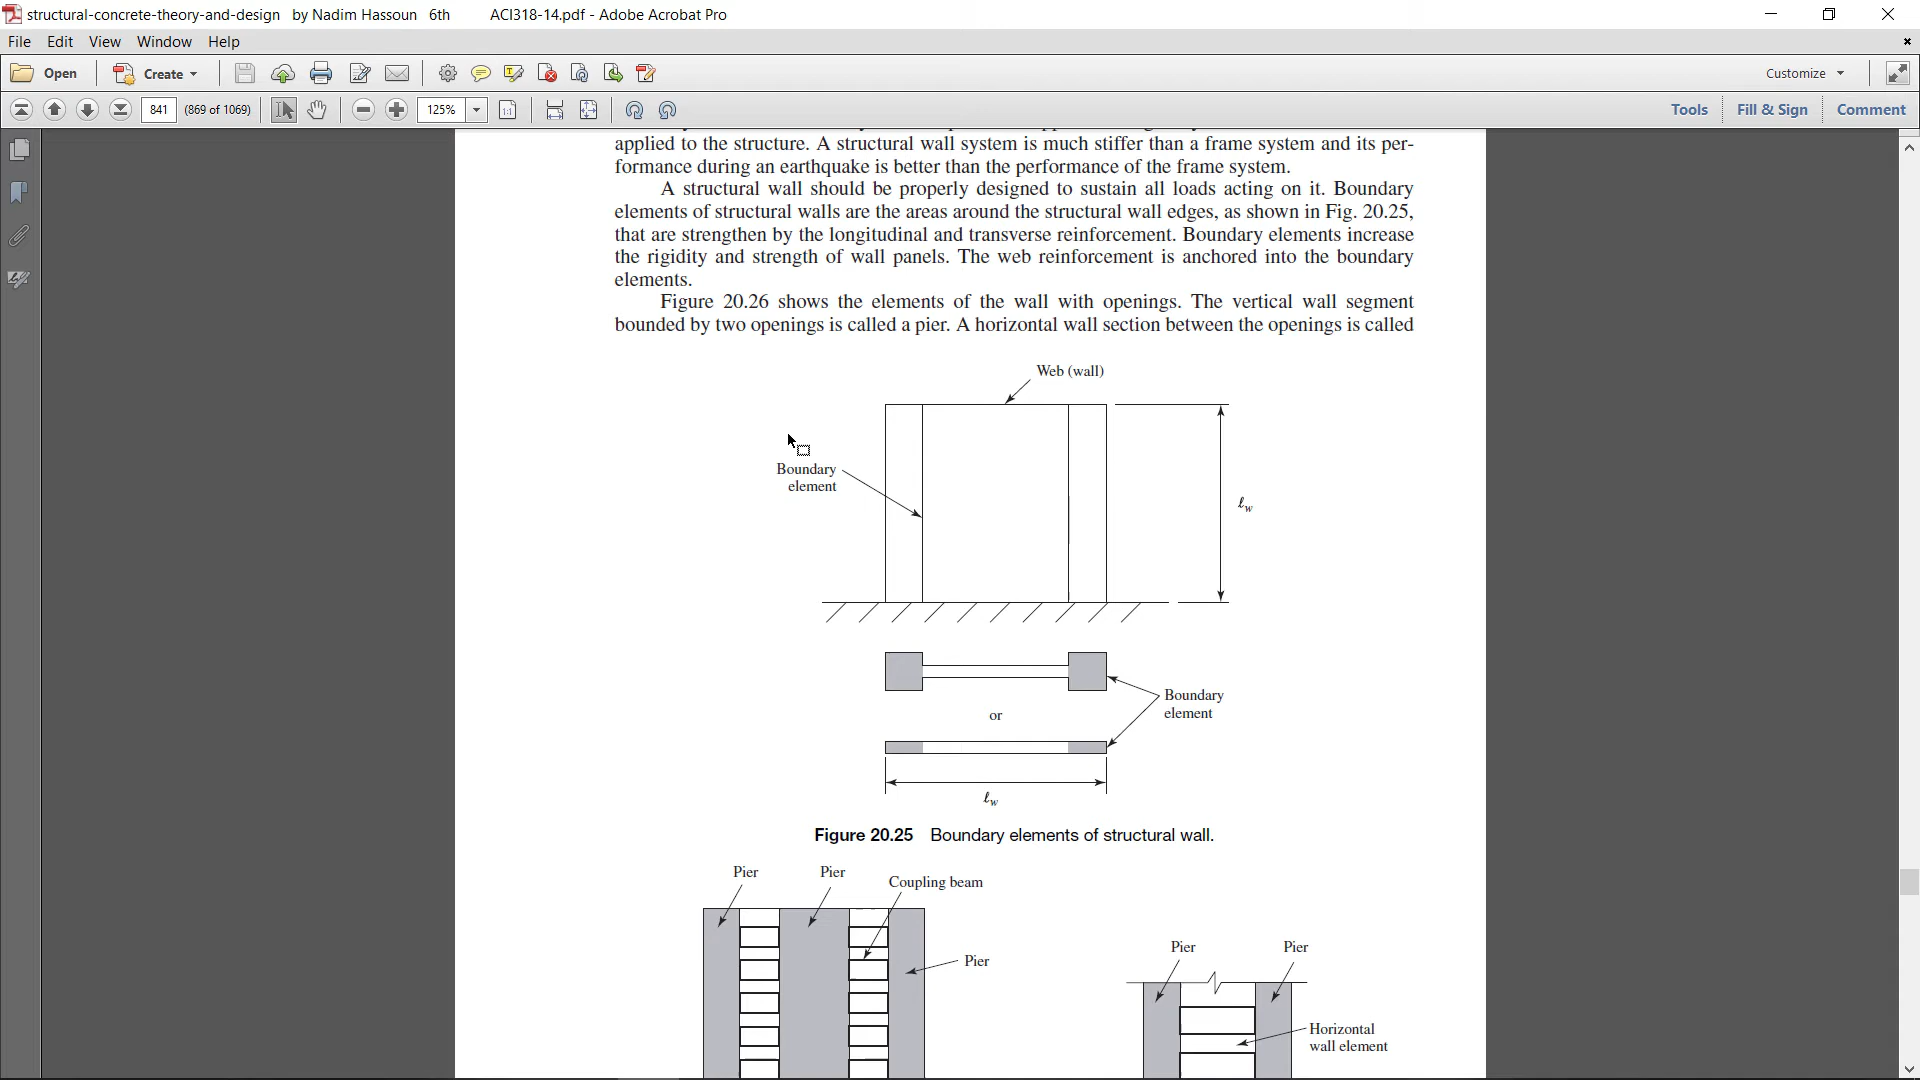 structural-concrete-theory-and-design by Nadim Hassoun 6th ACI318-14.pdf - Adobe Acrobat Pro
File Edit View Window Help
Open Create Customize
841 (869 of 1069) 125% Tools Fill & Sign Comment
applied to the structure. A structural wall system is much stiffer than a frame system and its per-
formance during an earthquake is better than the performance of the frame system.
A structural wall should be properly designed to sustain all loads acting on it. Boundary
elements of structural walls are the areas around the structural wall edges, as shown in Fig. 20.25,
that are strengthen by the longitudinal and transverse reinforcement. Boundary elements increase
the rigidity and strength of wall panels. The web reinforcement is anchored into the boundary
elements.
Figure 20.26 shows the elements of the wall with openings. The vertical wall segment
bounded by two openings is called a pier. A horizontal wall section between the openings is called
Web (wall)
Boundary
element
ℓw
Boundary
element
or
ℓw
Figure 20.25 Boundary elements of structural wall.
Pier
Pier
Coupling beam
Pier
Pier
Pier
Horizontal
wall element